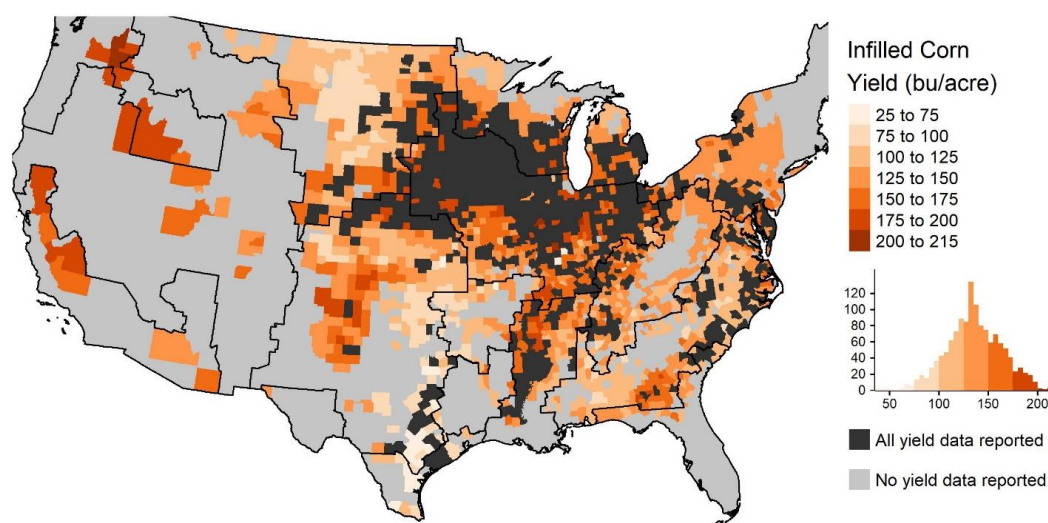 Infilled Corn
Yield (bu/acre)
25 to 75
75 to 100
100 to 125
125 to 150
150 to 175
175 to 200
200 to 215
120
100
80
60
40
20
0
50 100 150 200
All yield data reported
No yield data reported